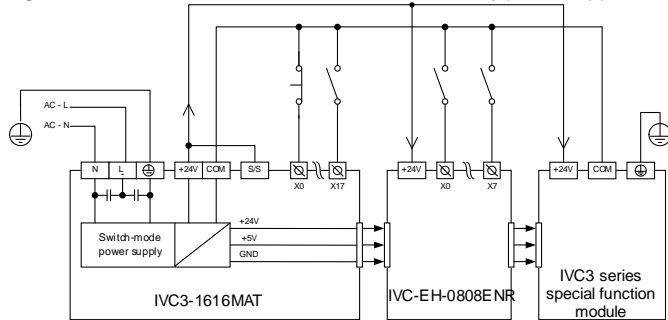 AC - L
AC - N
N
L
+24V
COM
S/S
X0
X17
+24V
X0
X7
+24V
COM
Switch-mode
power supply
+24V
+5V
GND
IVC3-1616MAT
IVC-EH-0808ENR
IVC3 series
special function
module